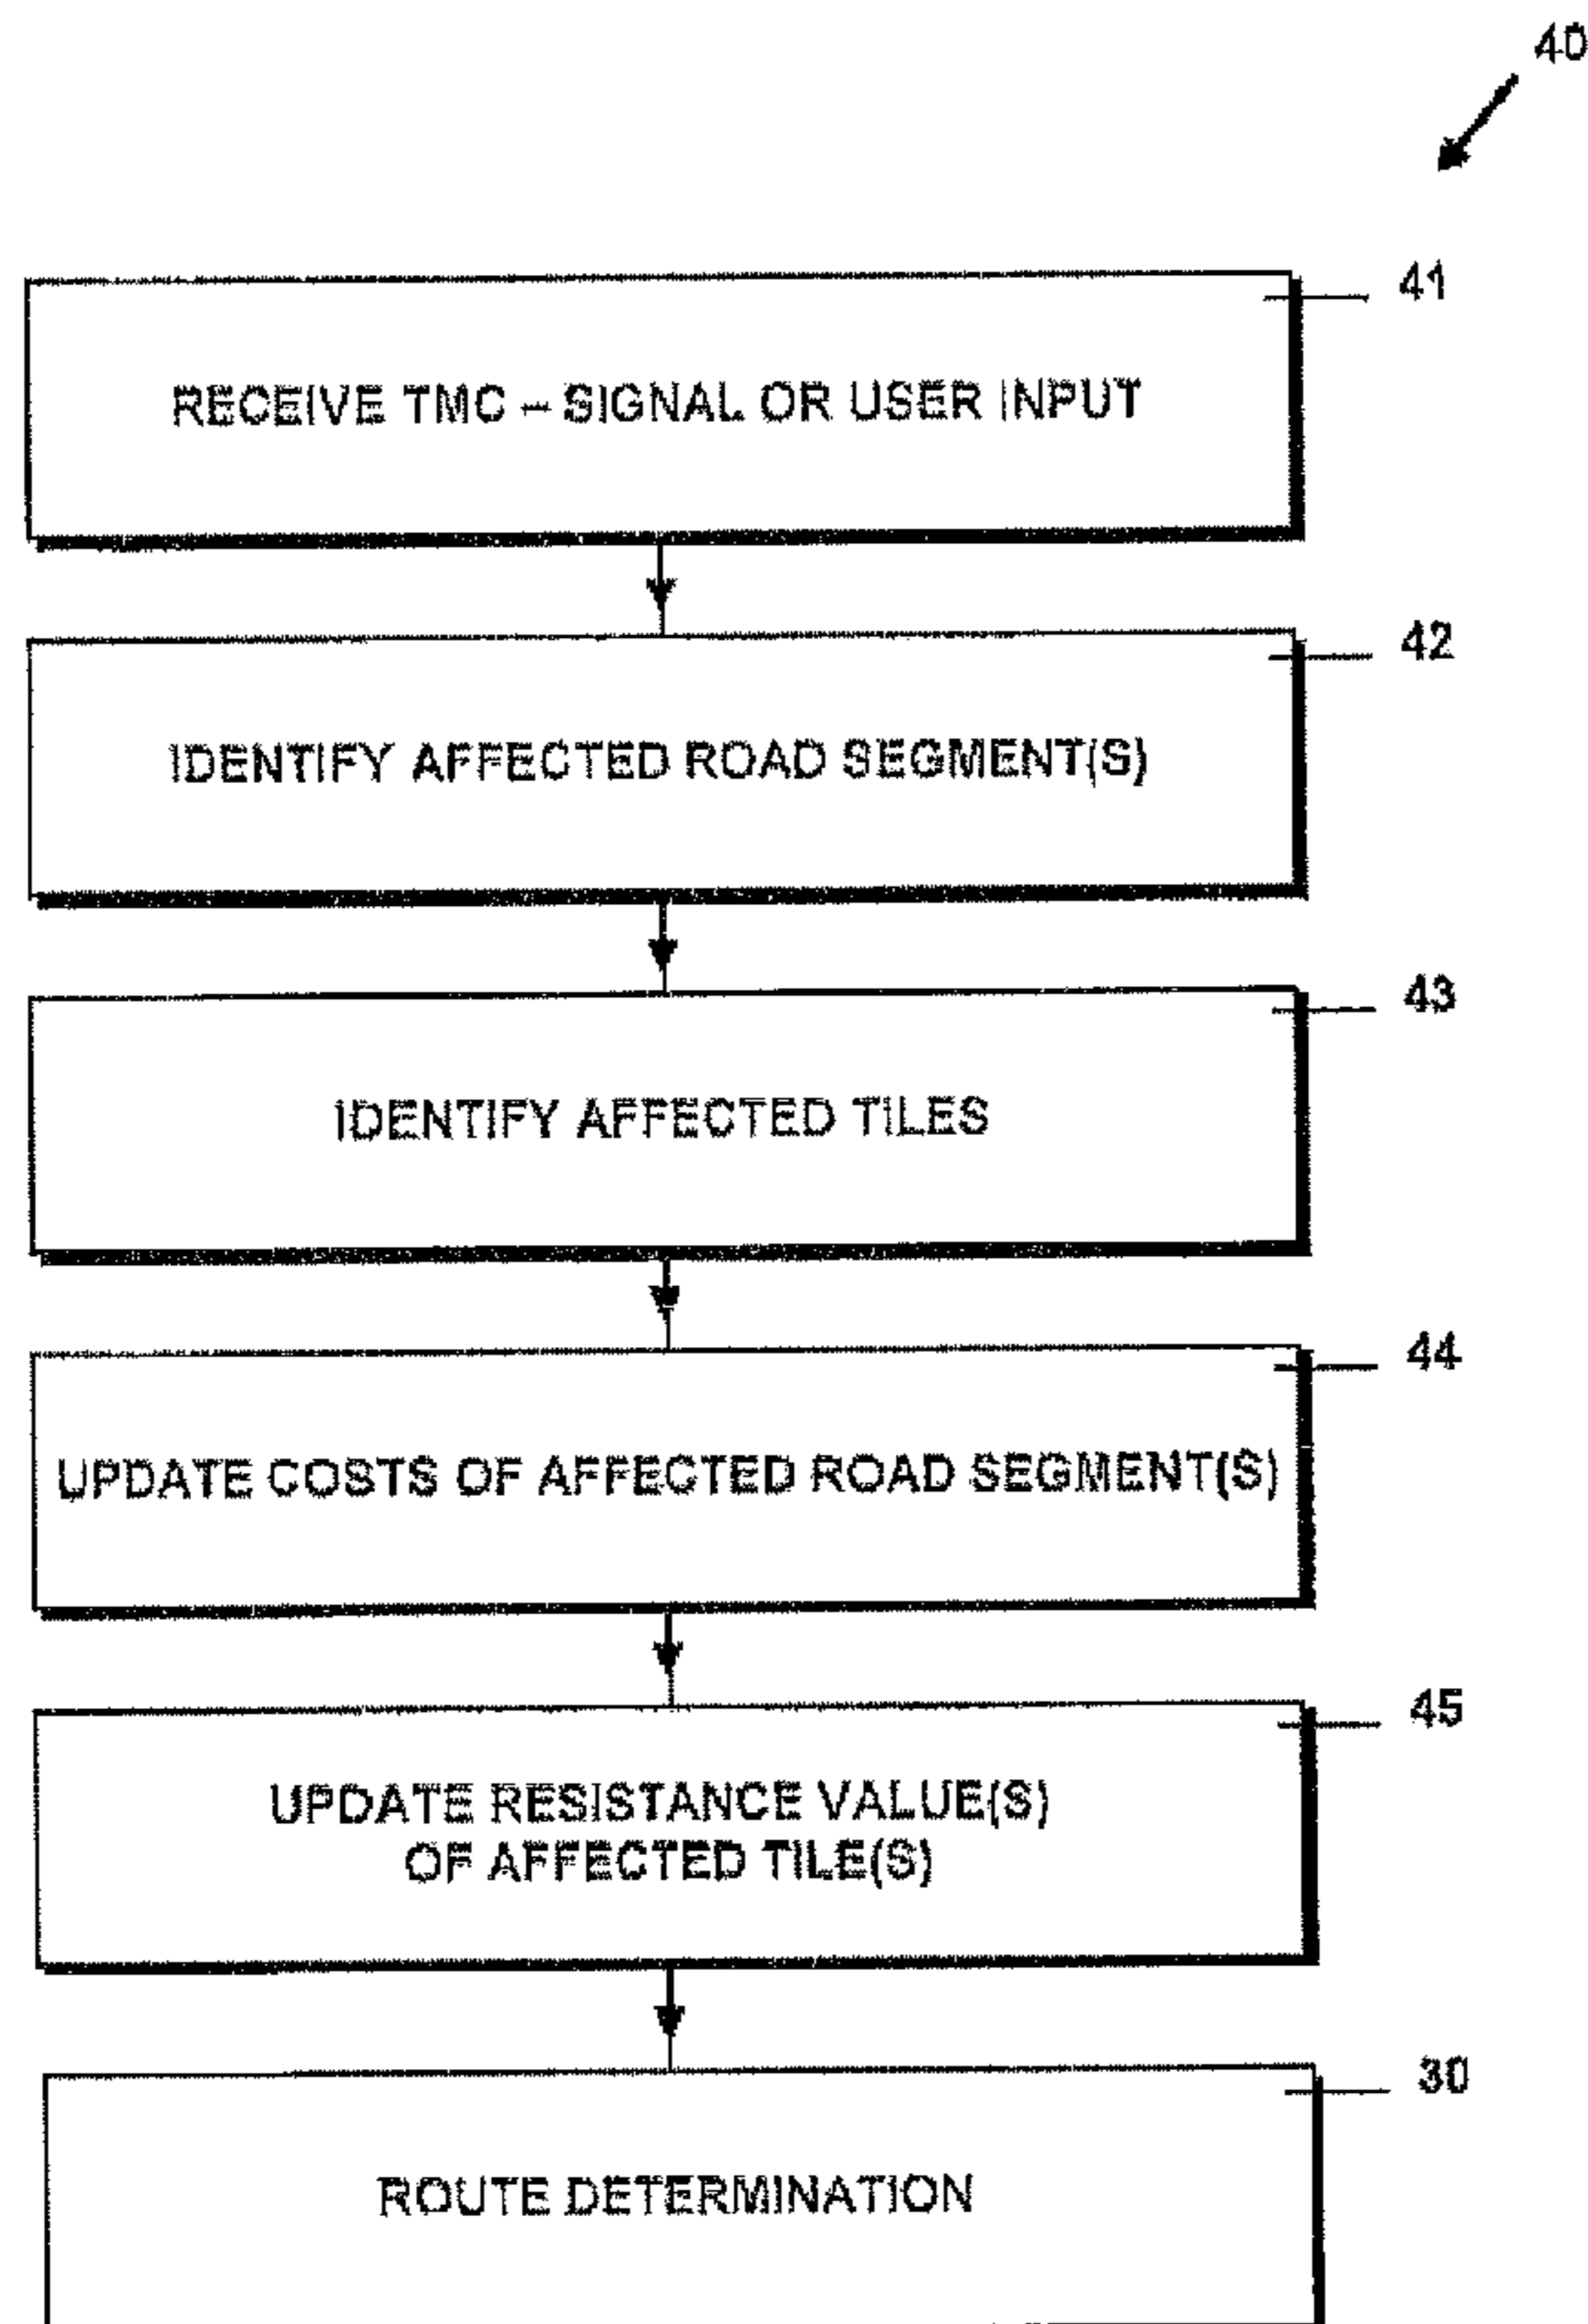 40
41
RECEIVE TMC – SIGNAL OR USER INPUT
42
IDENTIFY AFFECTED ROAD SEGMENT(S)
43
IDENTIFY AFFECTED TILES
44
UPDATE COSTS OF AFFECTED ROAD SEGMENT(S)
45
UPDATE RESISTANCE VALUE(S)
OF AFFECTED TILE(S)
30
ROUTE DETERMINATION